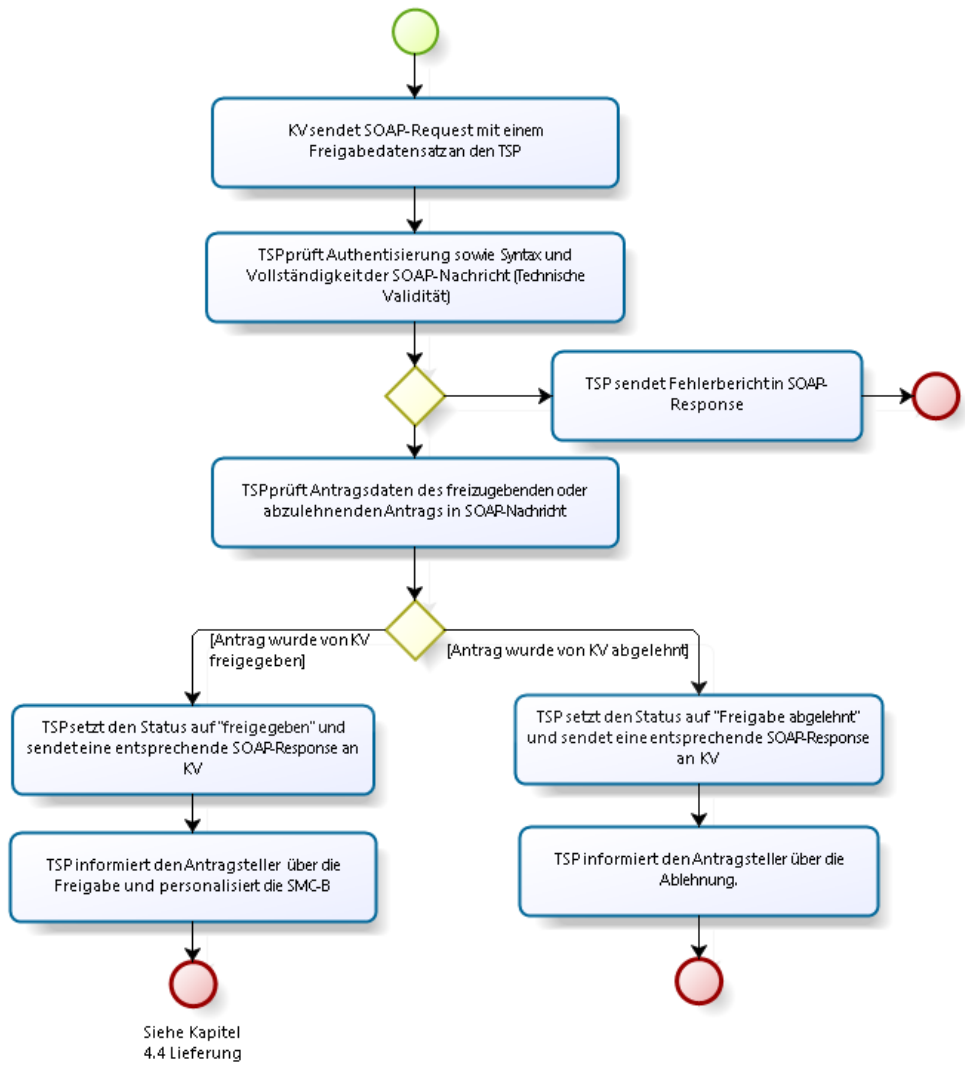 KV sendet SOAP-Request mit einem
Freigabedatensatz an den TSP
TSP prüft Authentisierung sowie Syntax und
Vollständigkeit der SOAP-Nachricht (Technische
Validität)
TSP sendet Fehlerbericht in SOAP-
Response
TSP prüft Antragsdaten des freizugebenden oder
abzulehnenden Antrags in SOAP-Nachricht
[Antrag wurde von KV
freigegeben]
[Antrag wurde von KV abgelehnt]
TSP setzt den Status auf "freigegeben" und
sendet eine entsprechende SOAP-Response an
KV
TSP setzt den Status auf "Freigabe abgelehnt"
und sendet eine entsprechende SOAP-Response
an KV
TSP informiert den Antragsteller über die
Freigabe und personalisiert die SMC-B
TSP informiert den Antragsteller über die
Ablehnung.
Siehe Kapitel
4.4 Lieferung